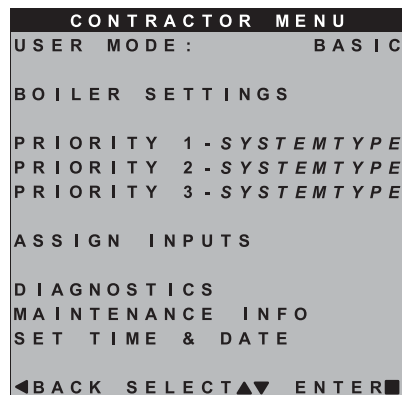 CONTRACTOR MENU
USER MODE: BASIC
BOILER SETTINGS
PRIORITY 1-SYSTEMTYPE
PRIORITY 2-SYSTEMTYPE
PRIORITY 3-SYSTEMTYPE
ASSIGN INPUTS
DIAGNOSTICS
MAINTENANCE INFO
SET TIME & DATE
◀BACK SELECT▲▼ ENTER■